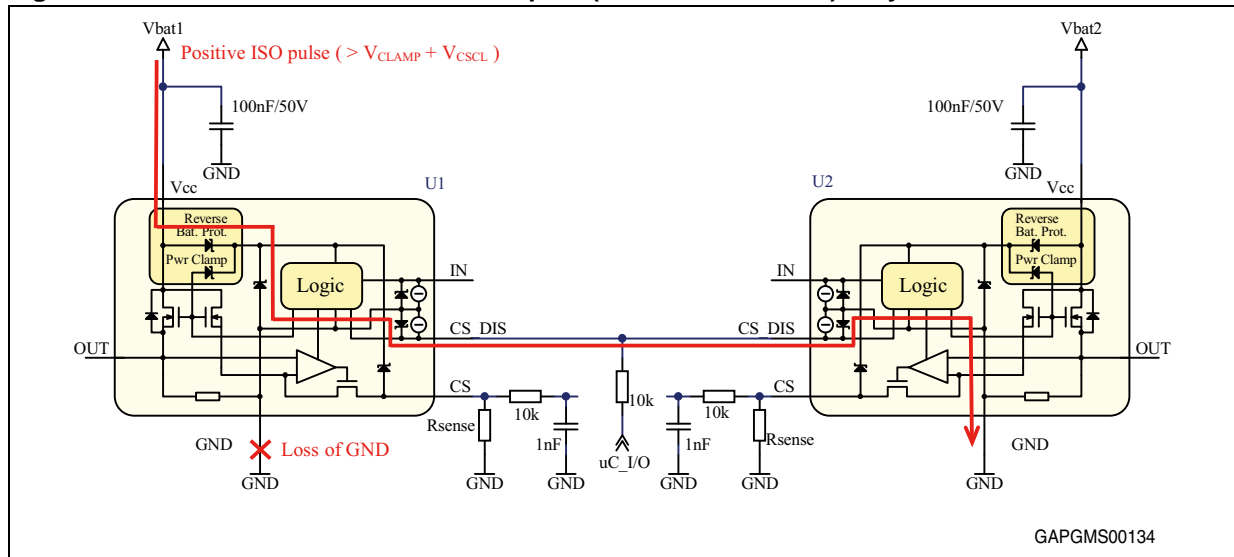 Vbat1
Positive ISO pulse ( > VCLAMP + VCSCL )
100nF/50V
GND
Vcc
U1
Reverse
Bat. Prot.
Pwr Clamp
Logic
IN
CS_DIS
OUT
CS
10k
Rsense
1nF
GND
Loss of GND
GND
GND
GND
10k
uC_I/O
Vbat2
100nF/50V
GND
Vcc
U2
Reverse
Bat. Prot.
Pwr Clamp
Logic
IN
CS_DIS
OUT
CS
10k
1nF
Rsense
GND
GND
GND
GND
GAPGMS00134